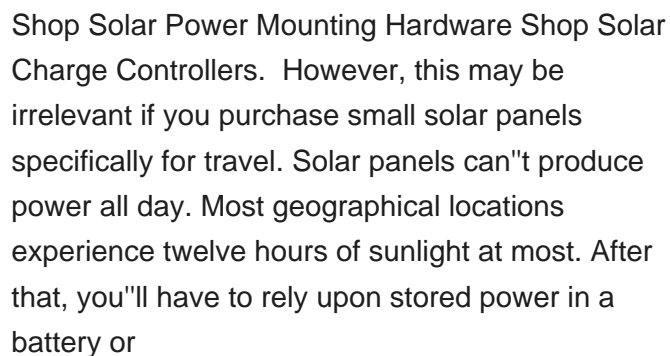 Shop Solar Power Mounting Hardware Shop Solar
Charge Controllers.  However, this may be
irrelevant if you purchase small solar panels
specifically for travel. Solar panels can"t produce
power all day. Most geographical locations
experience twelve hours of sunlight at most. After
that, you"ll have to rely upon stored power in a
battery or